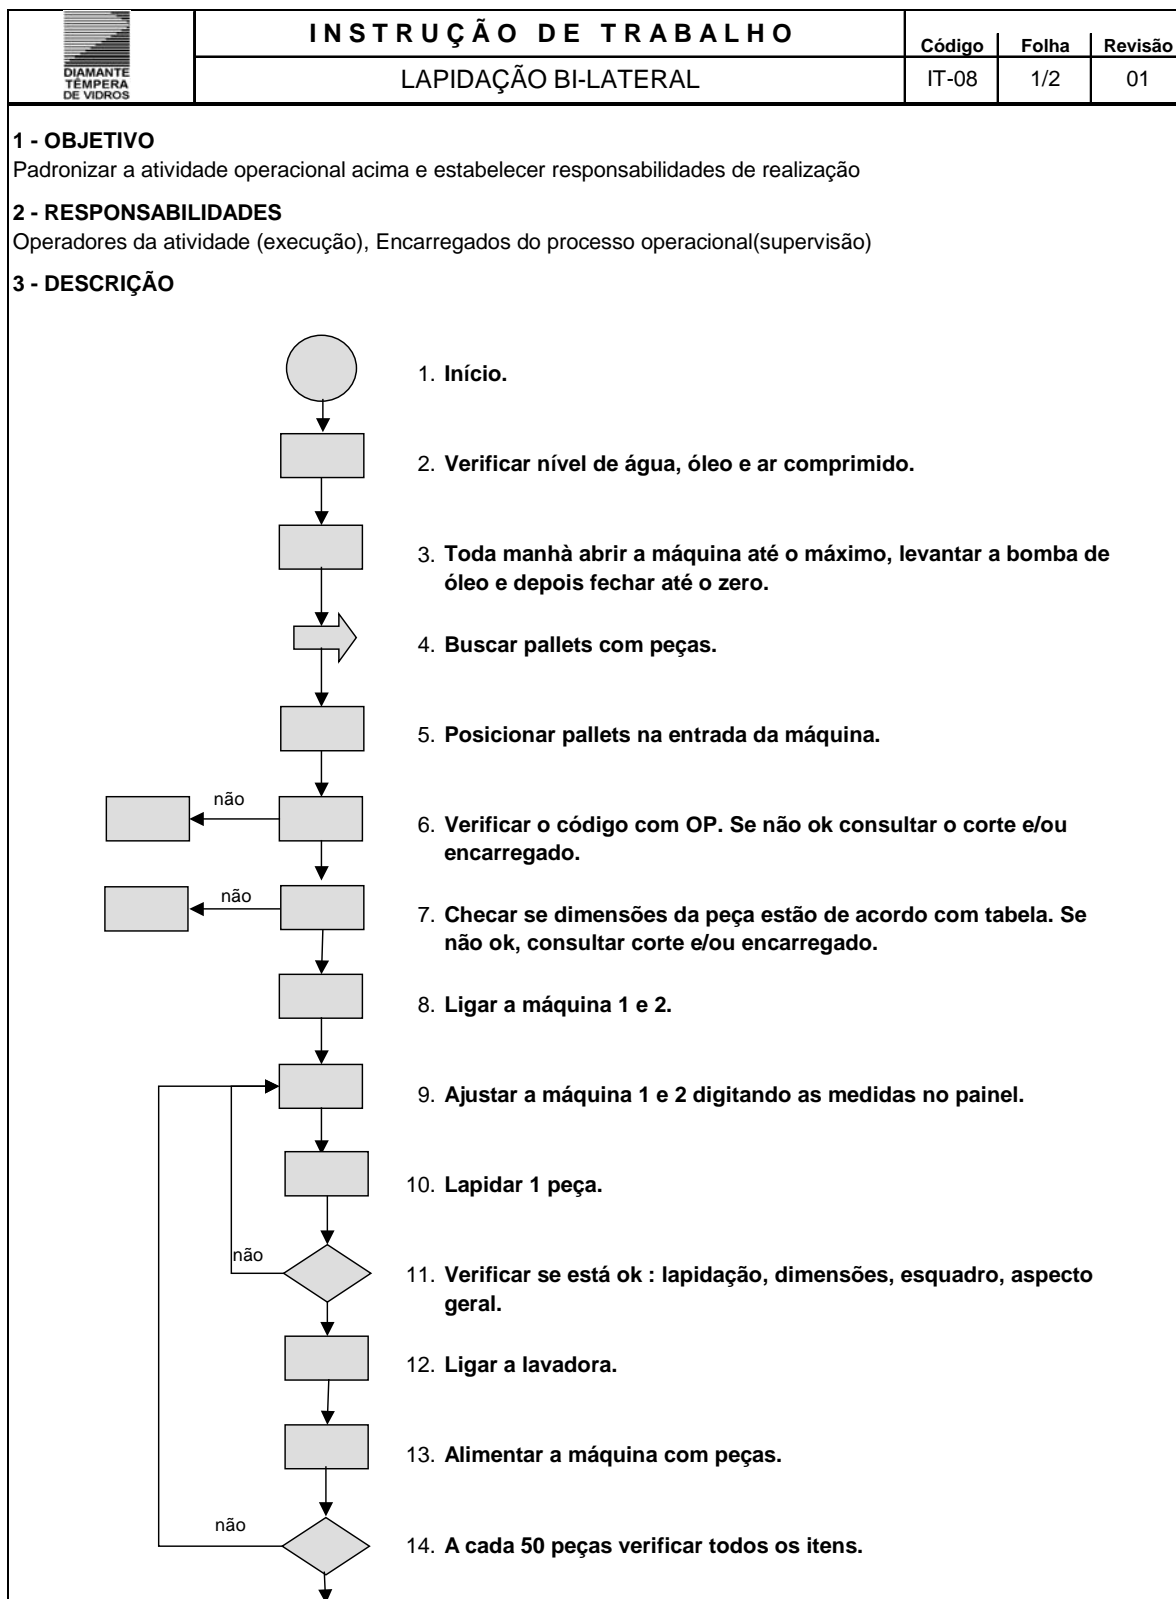 DIAMANTE
TÊMPERA
DE VIDROS
INSTRUÇÃO DE TRABALHO
LAPIDAÇÃO BI-LATERAL
Código Folha Revisão
IT-08 1/2 01
1 - OBJETIVO
Padronizar a atividade operacional acima e estabelecer responsabilidades de realização
2 - RESPONSABILIDADES
Operadores da atividade (execução), Encarregados do processo operacional(supervisão)
3 - DESCRIÇÃO
1. Início.
2. Verificar nível de água, óleo e ar comprimido.
3. Toda manhà abrir a máquina até o máximo, levantar a bomba de
óleo e depois fechar até o zero.
4. Buscar pallets com peças.
5. Posicionar pallets na entrada da máquina.
não
6. Verificar o código com OP. Se não ok consultar o corte e/ou
encarregado.
não
7. Checar se dimensões da peça estão de acordo com tabela. Se
não ok, consultar corte e/ou encarregado.
8. Ligar a máquina 1 e 2.
9. Ajustar a máquina 1 e 2 digitando as medidas no painel.
10. Lapidar 1 peça.
não
11. Verificar se está ok : lapidação, dimensões, esquadro, aspecto
geral.
12. Ligar a lavadora.
13. Alimentar a máquina com peças.
não
14. A cada 50 peças verificar todos os itens.